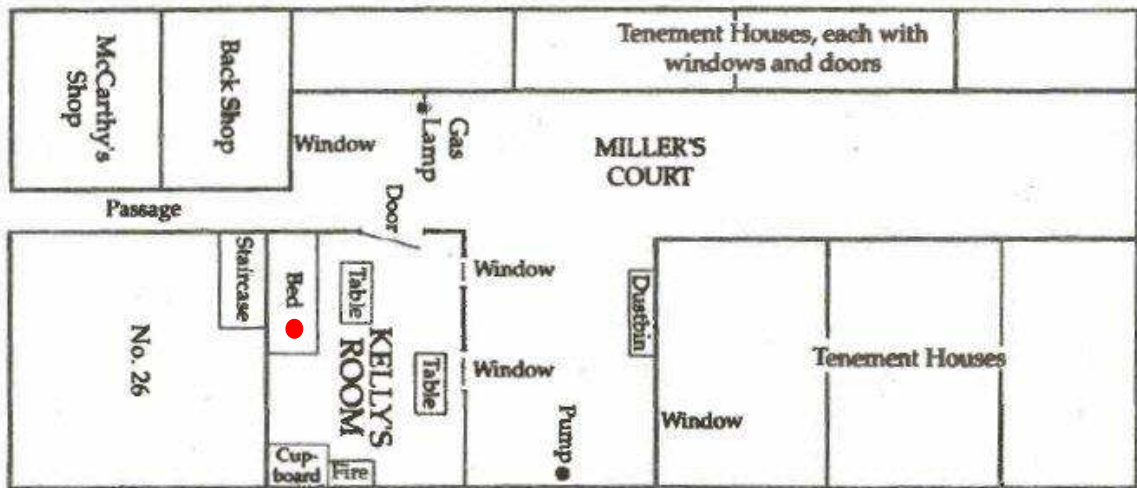 McCarthy's
Shop
Back Shop
Tenement Houses, each with
windows and doors
Window
Gas
Lamp
MILLER'S
COURT
Passage
Door
Staircase
Bed
Table
KELLY'S
ROOM
Table
Window
Window
Dustbin
No. 26
Tenement Houses
Window
Pump
Cup-
board
Fire